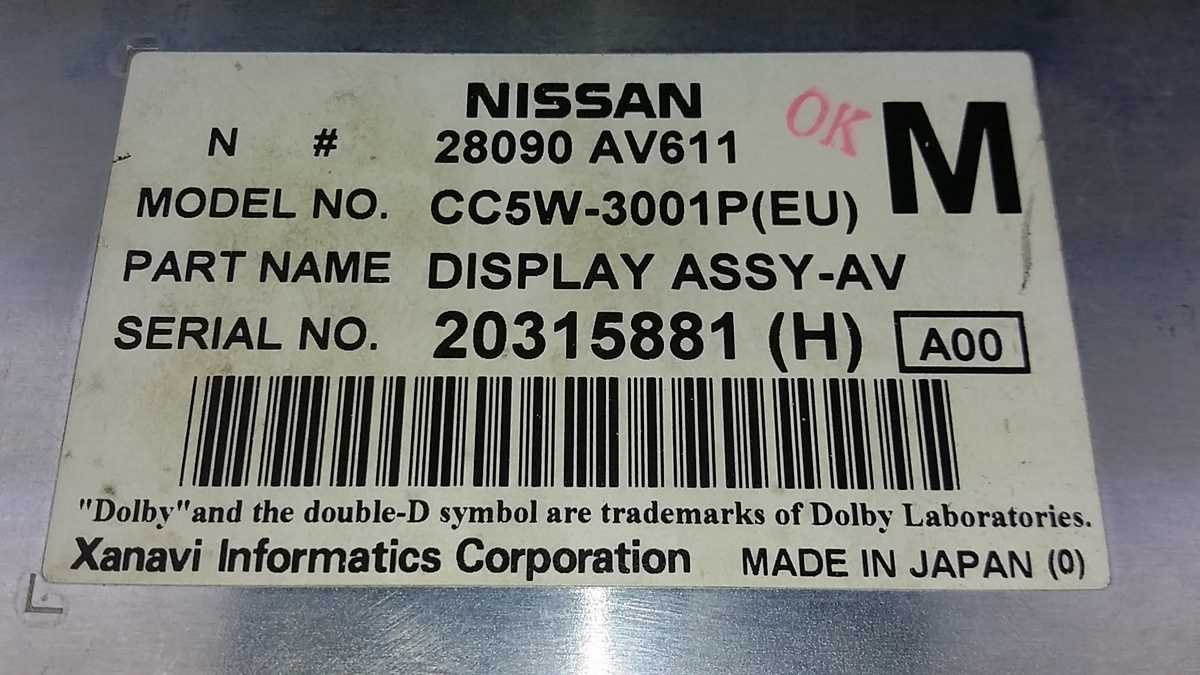 NISSAN
OK
M
N # 28090 AV611
MODEL NO. CC5W-3001P(EU)
PART NAME DISPLAY ASSY-AV
SERIAL NO. 20315881 (H) A00
"Dolby"and the double-D symbol are trademarks of Dolby Laboratories.
Xanavi Informatics Corporation MADE IN JAPAN (0)
L